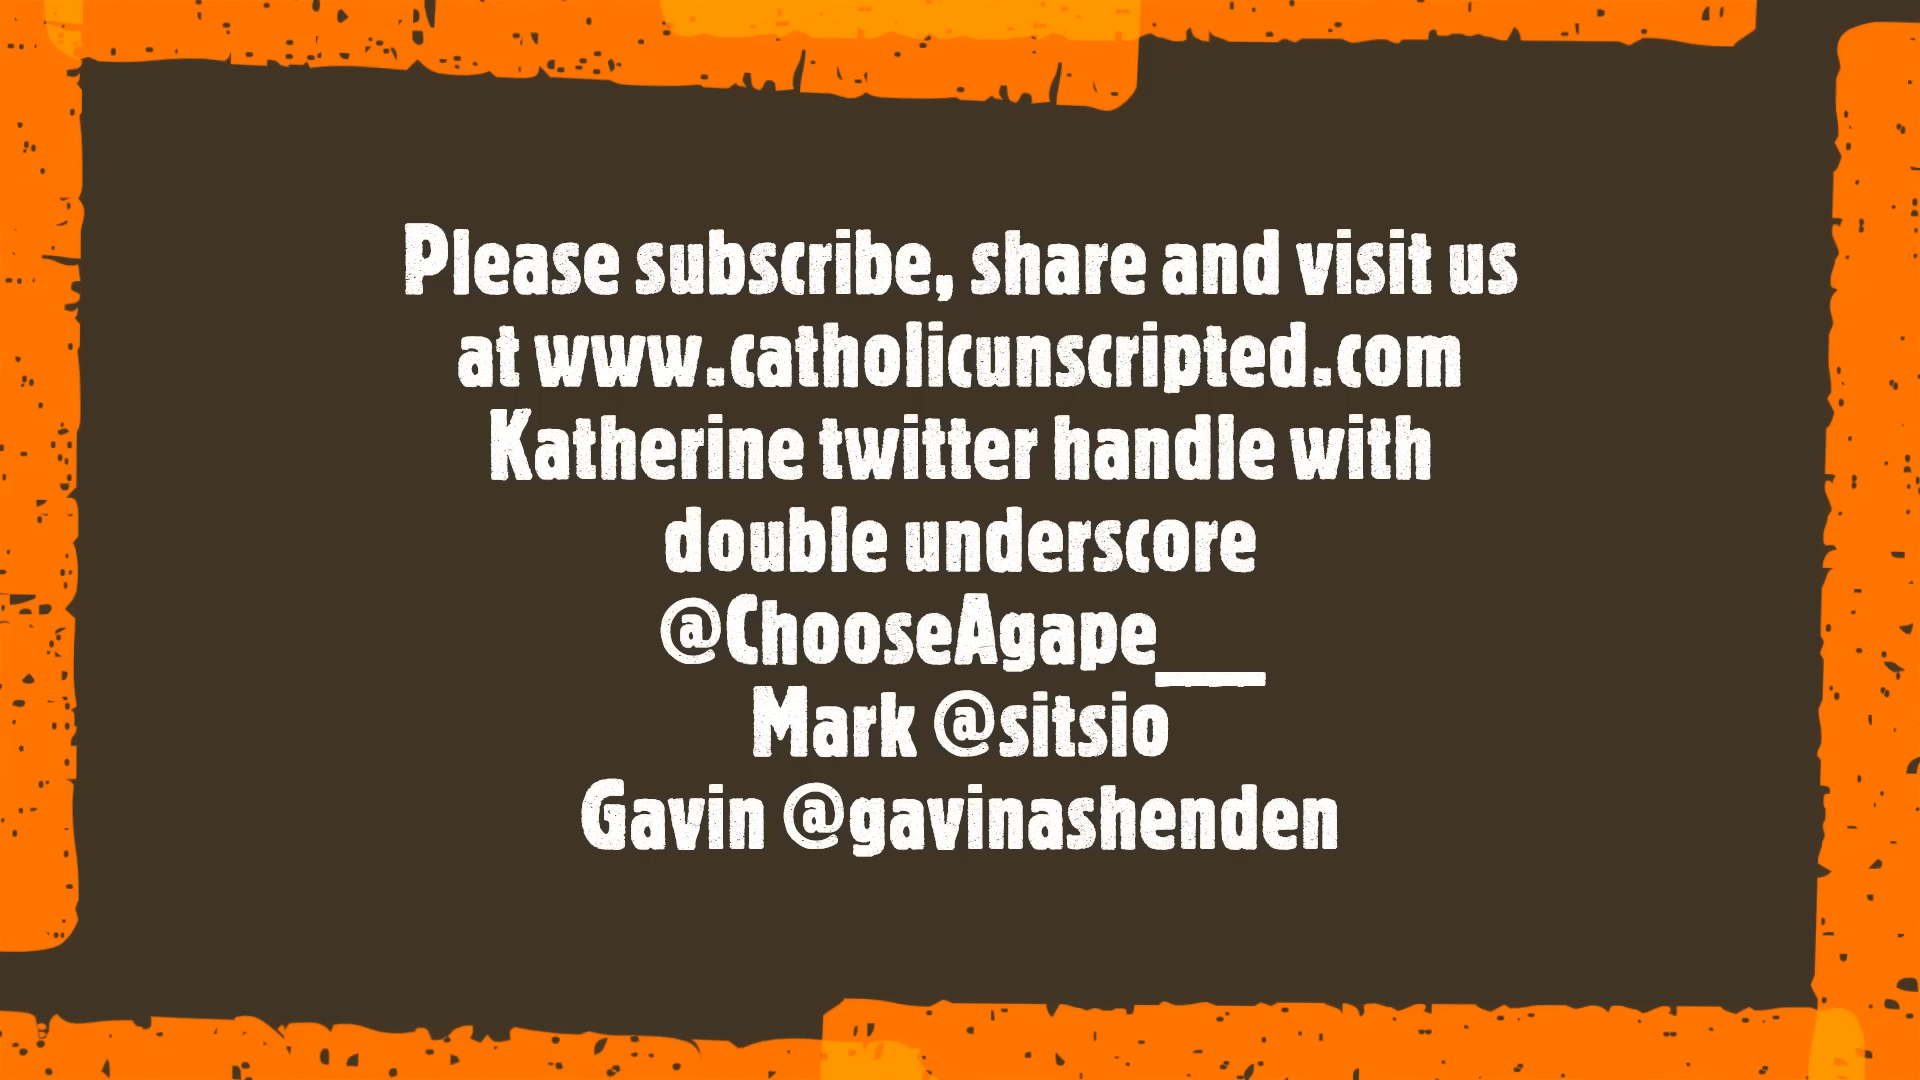 Please subscribe, share and visit us
at www.catholicunscripted.com
Katherine twitter handle with
double underscore
@ChooseAgape__
Mark @sitsio
Gavin @gavinashenden